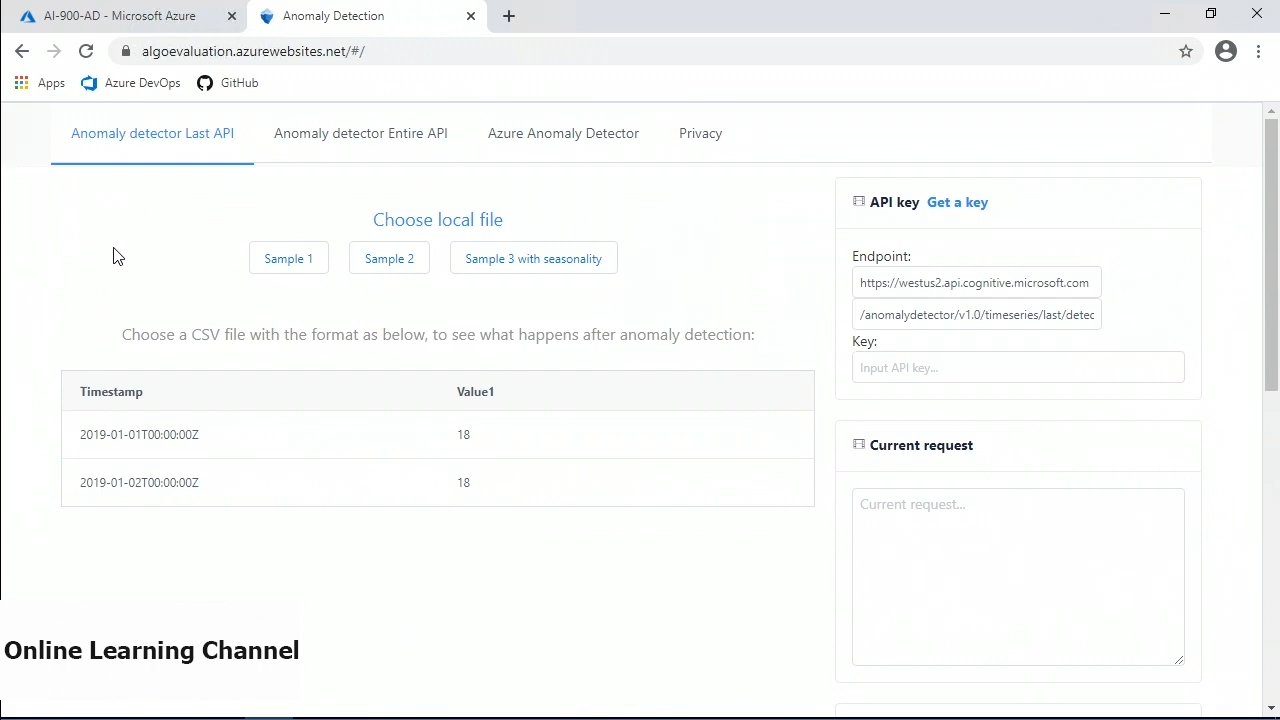 AI-900-AD - Microsoft Azure
Anomaly Detection
algoevaluation.azurewebsites.net/#/
Apps
Azure DevOps
GitHub
Anomaly detector Last API
Anomaly detector Entire API
Azure Anomaly Detector
Privacy
Choose local file
Sample 1
Sample 2
Sample 3 with seasonality
Choose a CSV file with the format as below, to see what happens after anomaly detection:
Timestamp Value1
2019-01-01T00:00:00Z 18
2019-01-02T00:00:00Z 18
API key Get a key
Endpoint:
https://westus2.api.cognitive.microsoft.com
/anomalydetector/v1.0/timeseries/last/detec
Key:
Input API key...
Current request
Current request...
Online Learning Channel